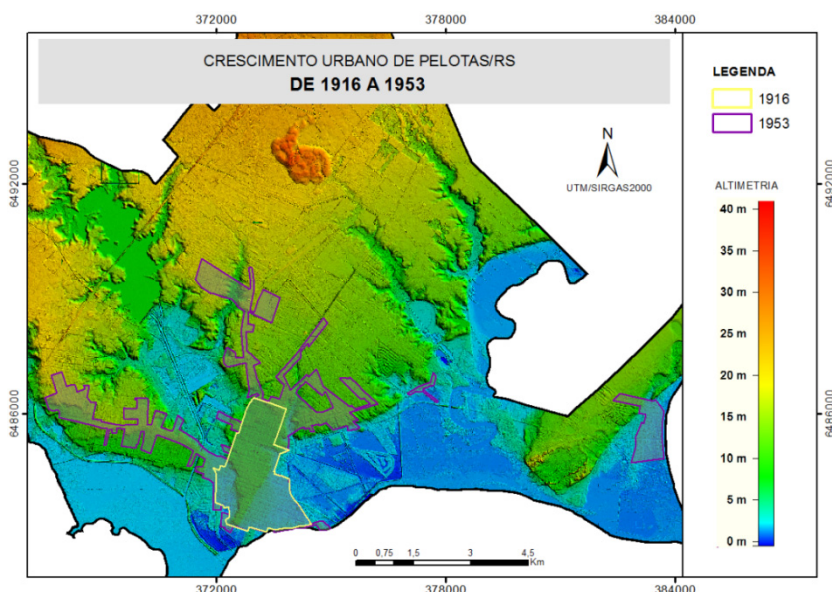 372000 378000 384000
CRESCIMENTO URBANO DE PELOTAS/RS
DE 1916 A 1953
LEGENDA
1916
1953
N
UTM/SIRGAS2000
ALTIMETRIA
40 m
35 m
30 m
25 m
20 m
15 m
10 m
5 m
0 m
6492000
6492000
6486000
6486000
0 0,75 1,5 3 4,5
Km
372000 378000 384000